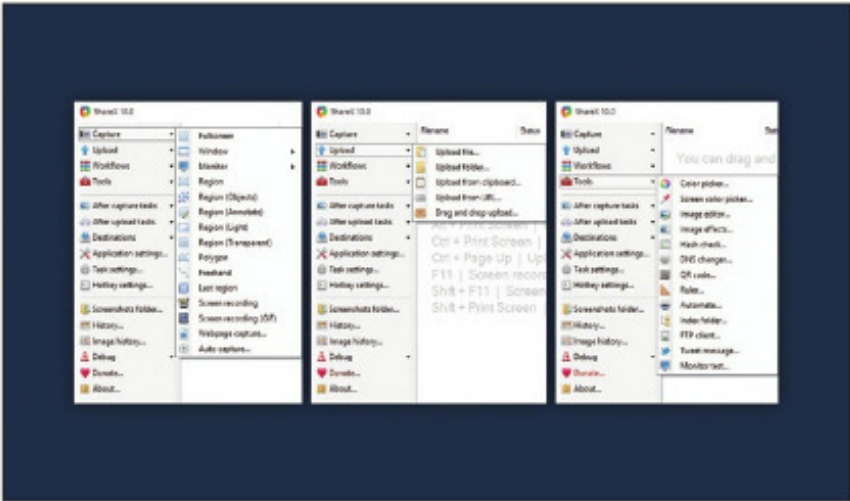 ShareX 10.0
Capture
Upload
Workflows
Tools
After capture tasks
After upload tasks
Destinations
Application settings...
Task settings...
Hotkey settings...
Screenshots folder...
History...
Image history...
Debug
Donate...
About...
Fullscreen
Window
Monitor
Region
Region (Objects)
Region (Annotate)
Region (Light)
Region (Transparent)
Polygon
Freehand
Last region
Screen recording
Screen recording (GIF)
Webpage capture...
Auto capture...
ShareX 10.0
Capture
Upload
Workflows
Tools
After capture tasks
After upload tasks
Destinations
Application settings...
Task settings...
Hotkey settings...
Screenshots folder...
History...
Image history...
Debug
Donate...
About...
Filename Status
Upload file...
Upload folder...
Upload from clipboard...
Upload from URL...
Drag and drop upload...
Ctrl + Print Screen |
Ctrl + Page Up | Upl
F11 | Screen record
Shift + F11 | Screen
Shift + Print Screen
ShareX 10.0
Capture
Upload
Workflows
Tools
After capture tasks
After upload tasks
Destinations
Application settings...
Task settings...
Hotkey settings...
Screenshots folder...
History...
Image history...
Debug
Donate...
About...
Filename
You can drag and
Color picker...
Screen color picker...
Image editor...
Image effects...
Hash check...
DNS changer...
QR code...
Ruler...
Automate...
Index folder...
FTP client...
Tweet message...
Monitor test...